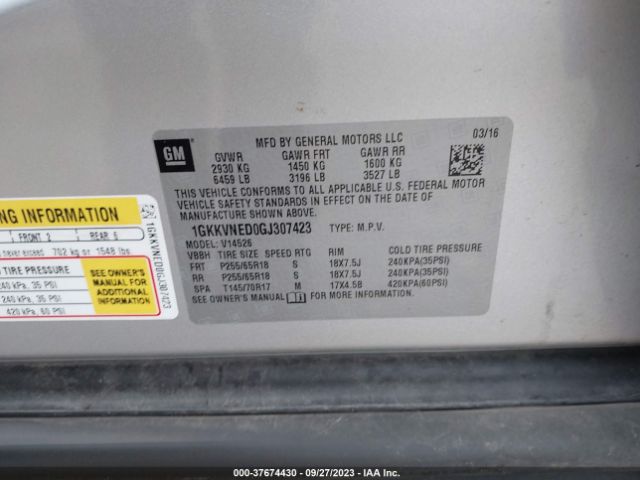 MFD BY GENERAL MOTORS LLC 03/16
GM
GVWR GAWR FRT GAWR RR
2930 KG 1450 KG 1600 KG
6459 LB 3196 LB 3527 LB
THIS VEHICLE CONFORMS TO ALL APPLICABLE U.S. FEDERAL MOTOR
VEHICLE SAFETY STANDARDS IN EFFECT ON THE DATE OF
MANUFACTURE SHOWN ABOVE.
1GKKVNED0GJ307423 TYPE: M.P.V.
MODEL: V14526
VBBH TIRE SIZE SPEED RTG RIM COLD TIRE PRESSURE
FRT P255/65R18 S 18X7.5J 240KPA(35PSI)
RR P255/65R18 S 18X7.5J 240KPA(35PSI)
SPA T145/70R17 M 17X4.5B 420KPA(60PSI)
SEE OWNER'S MANUAL FOR MORE INFORMATION.
NG INFORMATION
FRONT 2 REAR 5
never exceed 702 kg or 1548 lbs.
TIRE PRESSURE
240 kPa, 35 PSI
240 kPa, 35 PSI
420 kPa, 60 PSI
SEE OWNER'S
MANUAL FOR
ADDITIONAL
INFORMATION
1GKKVNED0GJ307423
000-37674430 - 09/27/2023 - IAAI Copart